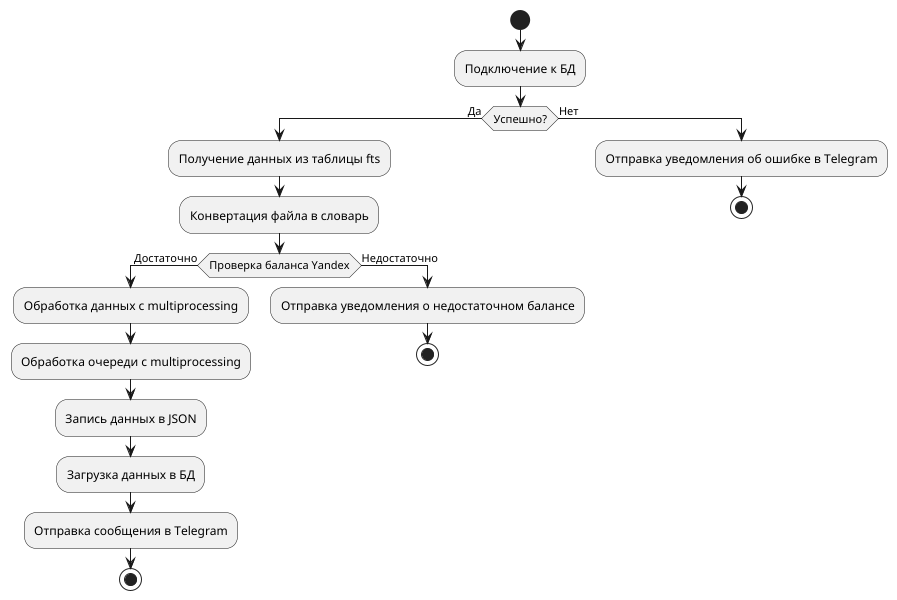 Подключение к БД
Да
Успешно?
Нет
Получение данных из таблицы fts
Отправка уведомления об ошибке в Telegram
Конвертация файла в словарь
Достаточно
Проверка баланса Yandex
Недостаточно
Обработка данных с multiprocessing
Отправка уведомления о недостаточном балансе
Обработка очереди с multiprocessing
Запись данных в JSON
Загрузка данных в БД
Отправка сообщения в Telegram